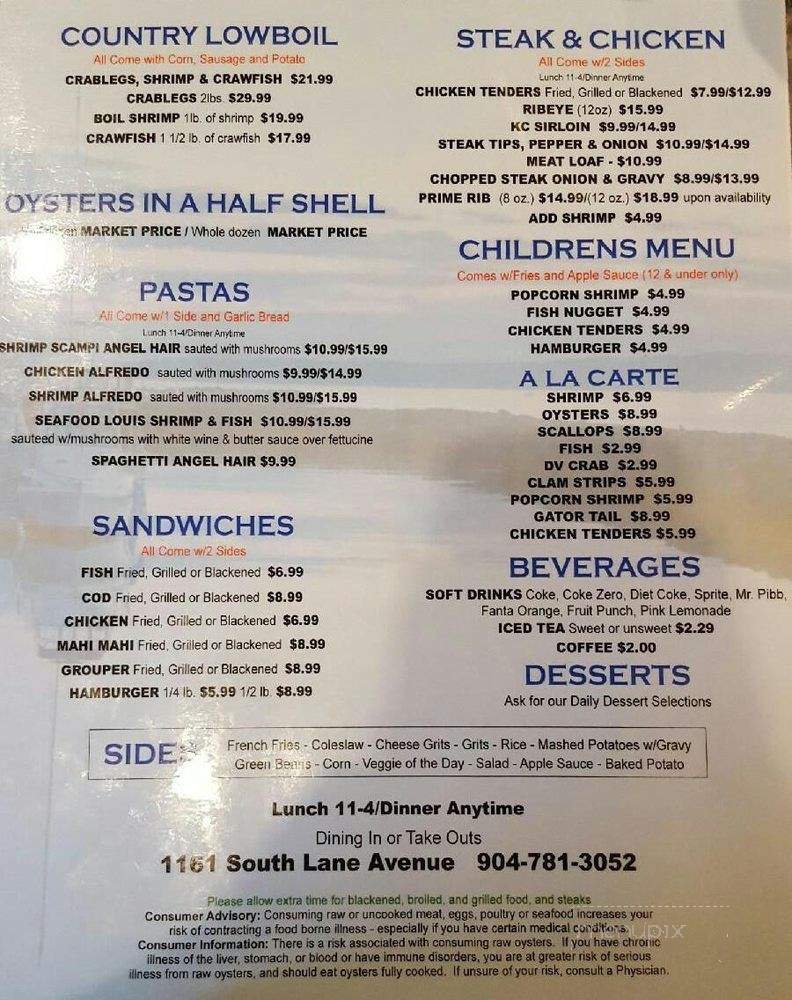 COUNTRY LOWBOIL
All Come with Corn, Sausage and Potato
CRABLEGS, SHRIMP & CRAWFISH $21.99
CRABLEGS 2lbs. $29.99
BOIL SHRIMP 1lb. of shrimp $19.99
CRAWFISH 1 1/2 lb. of crawfish $17.99
OYSTERS IN A HALF SHELL
MARKET PRICE / Whole dozen MARKET PRICE
PASTAS
All Come w/1 Side and Garlic Bread
Lunch 11-4/Dinner Anytime
SHRIMP SCAMPI ANGEL HAIR sauted with mushrooms $10.99/$15.99
CHICKEN ALFREDO sauted with mushrooms $9.99/$14.99
SHRIMP ALFREDO sauted with mushrooms $10.99/$15.99
SEAFOOD LOUIS SHRIMP & FISH $10.99/$15.99
sauteed w/mushrooms with white wine & butter sauce over fettucine
SPAGHETTI ANGEL HAIR $9.99
SANDWICHES
All Come w/2 Sides
FISH Fried, Grilled or Blackened $6.99
COD Fried, Grilled or Blackened $8.99
CHICKEN Fried, Grilled or Blackened $6.99
MAHI MAHI Fried, Grilled or Blackened $8.99
GROUPER Fried, Grilled or Blackened $8.99
HAMBURGER 1/4 lb. $5.99 1/2 lb. $8.99
STEAK & CHICKEN
All Come w/2 Sides
Lunch 11-4/Dinner Anytime
CHICKEN TENDERS Fried, Grilled or Blackened $7.99/$12.99
RIBEYE (12oz) $15.99
KC SIRLOIN $9.99/14.99
STEAK TIPS, PEPPER & ONION $10.99/$14.99
MEAT LOAF - $10.99
CHOPPED STEAK ONION & GRAVY $8.99/$13.99
PRIME RIB (8 oz.) $14.99/(12 oz.) $18.99 upon availability
ADD SHRIMP $4.99
CHILDRENS MENU
Comes w/Fries and Apple Sauce (12 & under only)
POPCORN SHRIMP $4.99
FISH NUGGET $4.99
CHICKEN TENDERS $4.99
HAMBURGER $4.99
A LA CARTE
SHRIMP $6.99
OYSTERS $8.99
SCALLOPS $8.99
FISH $2.99
DV CRAB $2.99
CLAM STRIPS $5.99
POPCORN SHRIMP $5.99
GATOR TAIL $8.99
CHICKEN TENDERS $5.99
BEVERAGES
SOFT DRINKS Coke, Coke Zero, Diet Coke, Sprite, Mr. Pibb,
Fanta Orange, Fruit Punch, Pink Lemonade
ICED TEA Sweet or unsweet $2.29
COFFEE $2.00
DESSERTS
Ask for our Daily Dessert Selections
SIDES
French Fries - Coleslaw - Cheese Grits - Grits - Rice - Mashed Potatoes w/Gravy
Green Beans - Corn - Veggie of the Day - Salad - Apple Sauce - Baked Potato
Lunch 11-4/Dinner Anytime
Dining In or Take Outs
1161 South Lane Avenue 904-781-3052
Please allow extra time for blackened, broiled, and grilled food, and steaks
Consumer Advisory: Consuming raw or uncooked meat, eggs, poultry or seafood increases your
risk of contracting a food borne illness - especially if you have certain medical conditions.
Consumer Information: There is a risk associated with consuming raw oysters. If you have chronic
illness of the liver, stomach, or blood or have immune disorders, you are at greater risk of serious
illness from raw oysters, and should eat oysters fully cooked. If unsure of your risk, consult a Physician.
menupix